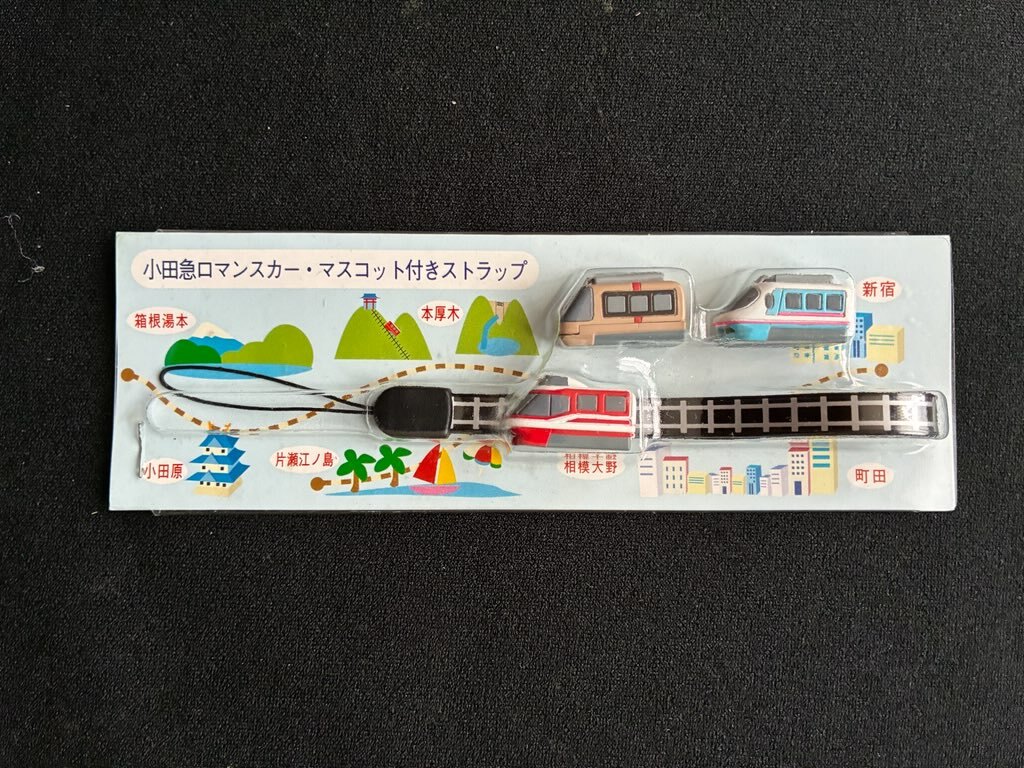 小田急ロマンスカー・マスコット付きストラップ
箱根湯本
本厚木
新宿
小田原
片瀬江ノ島
相模大野
町田